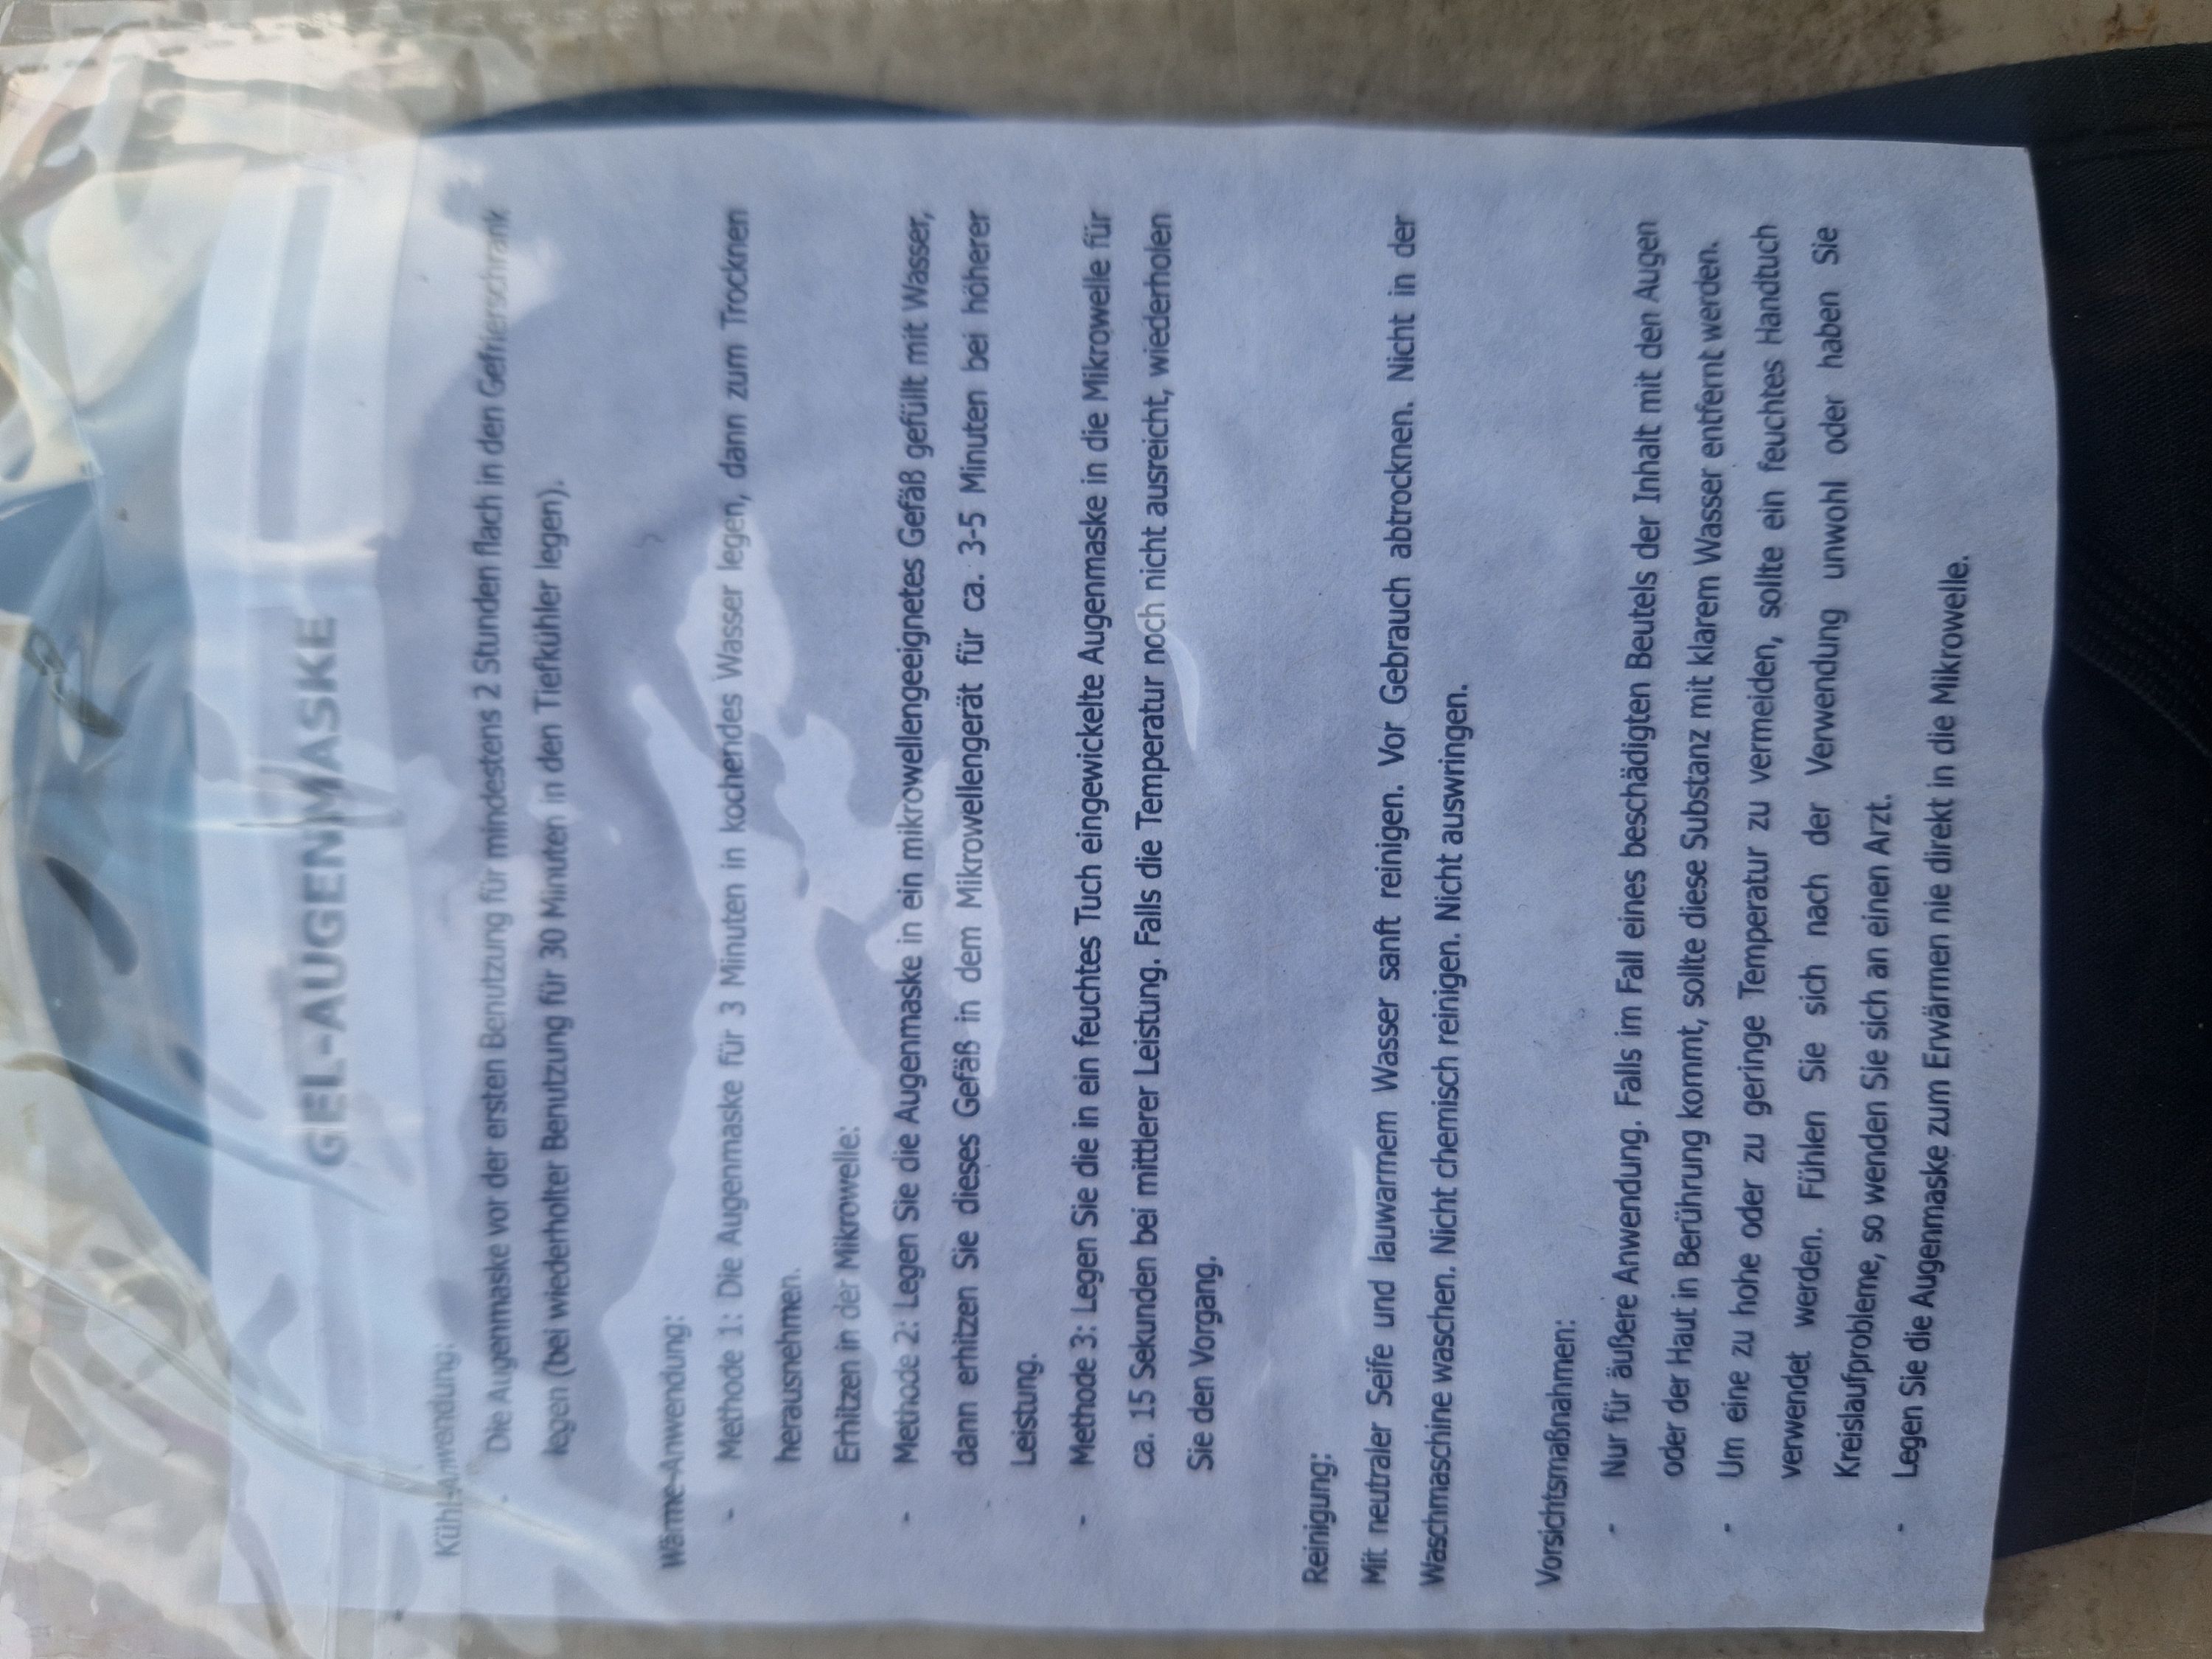 GEL-AUGENMASKE
Kühl-Anwendung:
- Die Augenmaske vor der ersten Benutzung für mindestens 2 Stunden flach in den Gefrierschrank
legen (bei wiederholter Benutzung für 30 Minuten in den Tiefkühler legen).
Wärme-Anwendung:
- Methode 1: Die Augenmaske für 3 Minuten in kochendes Wasser legen, dann zum Trocknen
herausnehmen.
Erhitzen in der Mikrowelle:
- Methode 2: Legen Sie die Augenmaske in ein mikrowellengeeignetes Gefäß gefüllt mit Wasser,
dann erhitzen Sie dieses Gefäß in dem Mikrowellengerät für ca. 3-5 Minuten bei höherer
Leistung.
- Methode 3: Legen Sie die in ein feuchtes Tuch eingewickelte Augenmaske in die Mikrowelle für
ca. 15 Sekunden bei mittlerer Leistung. Falls die Temperatur noch nicht ausreicht, wiederholen
Sie den Vorgang.
Reinigung:
Mit neutraler Seife und lauwarmem Wasser sanft reinigen. Vor Gebrauch abtrocknen. Nicht in der
Waschmaschine waschen. Nicht chemisch reinigen. Nicht auswringen.
Vorsichtsmaßnahmen:
- Nur für äußere Anwendung. Falls im Fall eines beschädigten Beutels der Inhalt mit den Augen
oder der Haut in Berührung kommt, sollte diese Substanz mit klarem Wasser entfernt werden.
- Um eine zu hohe oder zu geringe Temperatur zu vermeiden, sollte ein feuchtes Handtuch
verwendet werden. Fühlen Sie sich nach der Verwendung unwohl oder haben Sie
Kreislaufprobleme, so wenden Sie sich an einen Arzt.
- Legen Sie die Augenmaske zum Erwärmen nie direkt in die Mikrowelle.